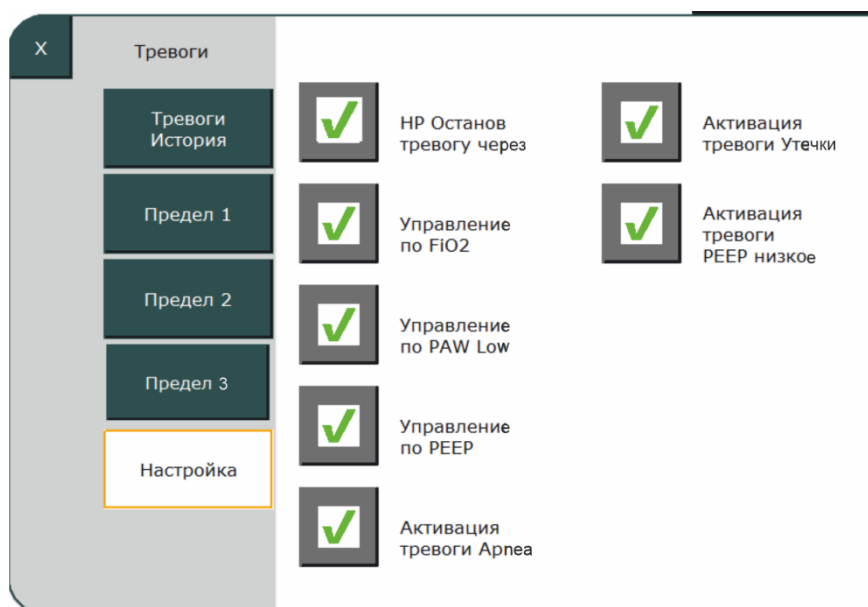 X
Тревоги
Тревоги
История
Предел 1
Предел 2
Предел 3
Настройка
НР Останов
тревогу через
Управление
по FiO2
Управление
по PAW Low
Управление
по PEEP
Активация
тревоги Apnea
Активация
тревоги Утечки
Активация
тревоги
PEEP низкое